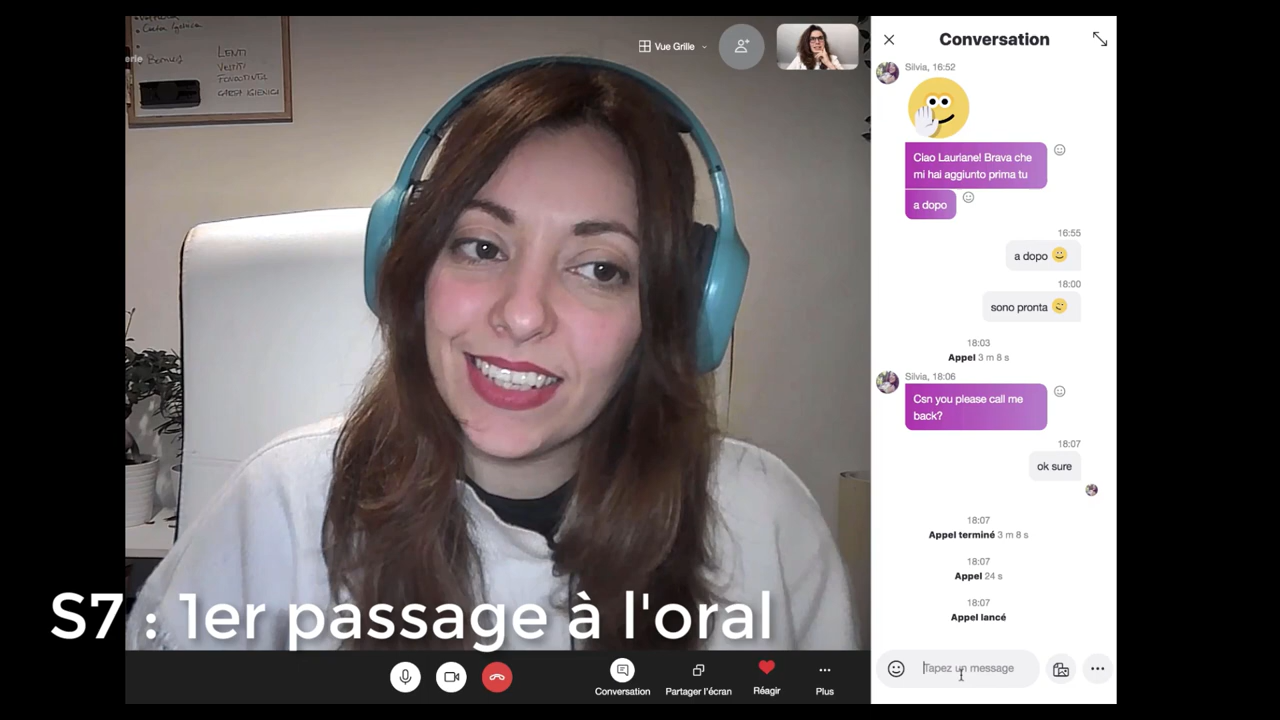 Bernus
LENTI
VESTITI
CARTA IGIENICA
Vue Grille
Conversation
Silvia, 16:52
Ciao Lauriane! Brava che
mi hai aggiunto prima tu
a dopo
16:55
a dopo
18:00
sono pronta
18:03
Appel 3 m 8 s
Silvia, 18:06
Csn you please call me
back?
18:07
ok sure
18:07
Appel terminé 3 m 8 s
18:07
Appel 24 s
18:07
Appel lancé
S7 : 1er passage à l'oral
Conversation
Partager l'écran
Réagir
Plus
Tapez un message